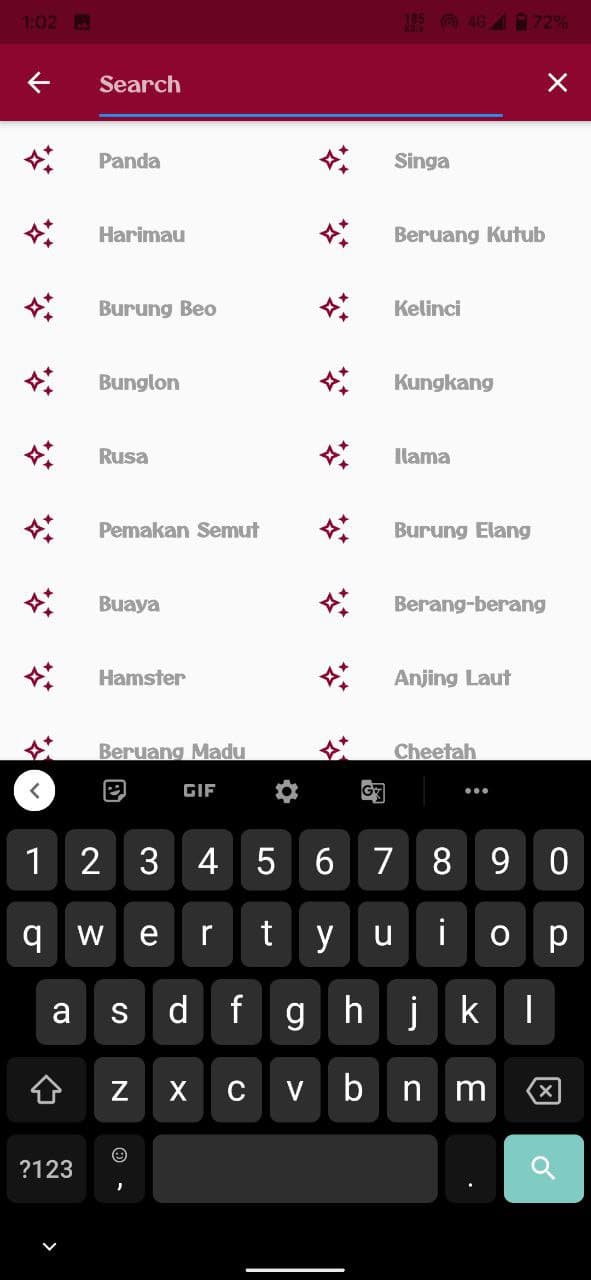 1:02 4G 72%
Search
Panda Singa
Harimau Beruang Kutub
Burung Beo Kelinci
Bunglon Kungkang
Rusa Ilama
Pemakan Semut Burung Elang
Buaya Berang-berang
Hamster Anjing Laut
Beruang Madu Cheetah
GIF G
1 2 3 4 5 6 7 8 9 0
q w e r t y u i o p
a s d f g h j k l
z x c v b n m
?123 , .